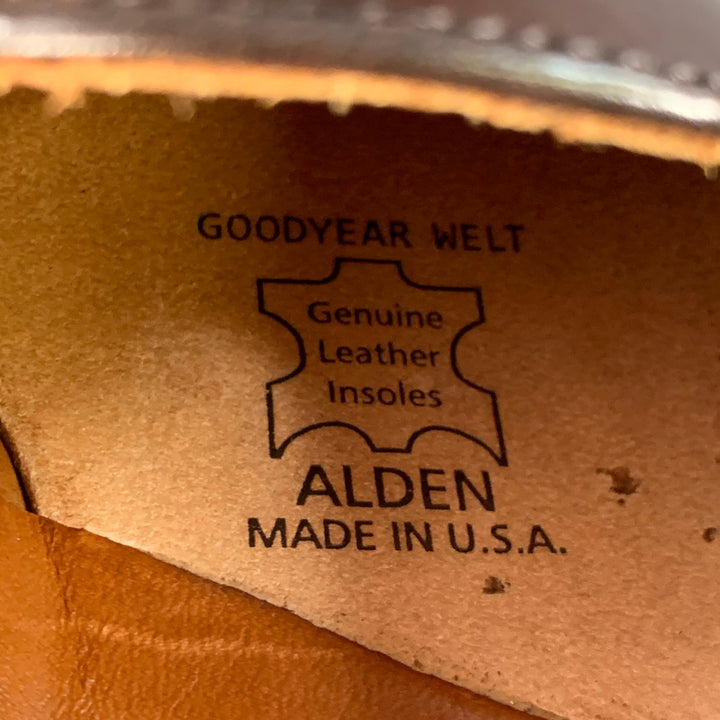 GOODYEAR WELT
Genuine
Leather
Insoles
ALDEN
MADE IN U.S.A.